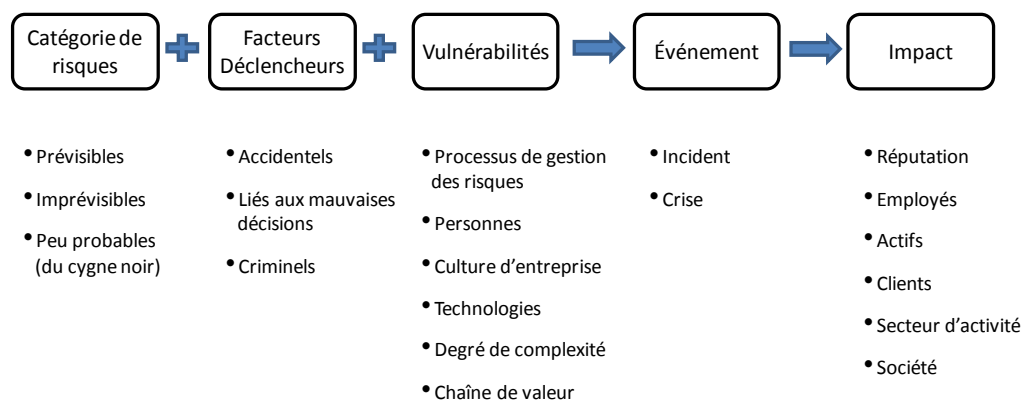 Catégorie de
risques
Facteurs
Déclencheurs
Vulnérabilités
Événement
Impact
• Prévisibles
• Imprévisibles
• Peu probables
(du cygne noir)
• Accidentels
• Liés aux mauvaises
décisions
• Criminels
• Processus de gestion
des risques
• Personnes
• Culture d’entreprise
• Technologies
• Degré de complexité
• Chaîne de valeur
• Incident
• Crise
• Réputation
• Employés
• Actifs
• Clients
• Secteur d’activité
• Société